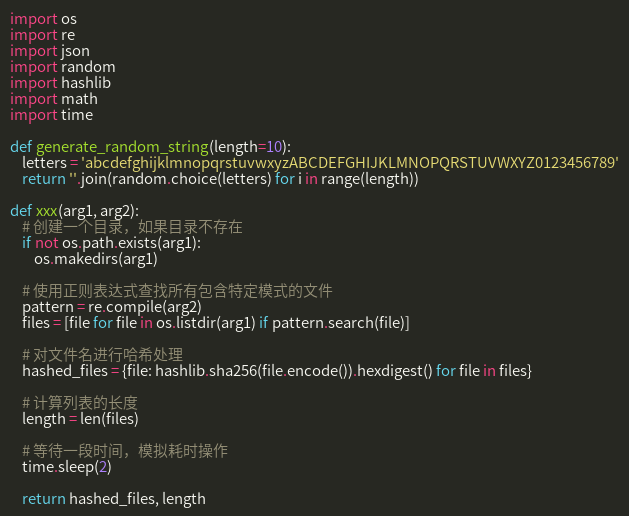 import os
import re
import json
import random
import hashlib
import math
import time

def generate_random_string(length=10):
    letters = 'abcdefghijklmnopqrstuvwxyzABCDEFGHIJKLMNOPQRSTUVWXYZ0123456789'
    return ''.join(random.choice(letters) for i in range(length))

def xxx(arg1, arg2):
    # 创建一个目录，如果目录不存在
    if not os.path.exists(arg1):
        os.makedirs(arg1)

    # 使用正则表达式查找所有包含特定模式的文件
    pattern = re.compile(arg2)
    files = [file for file in os.listdir(arg1) if pattern.search(file)]

    # 对文件名进行哈希处理
    hashed_files = {file: hashlib.sha256(file.encode()).hexdigest() for file in files}

    # 计算列表的长度
    length = len(files)

    # 等待一段时间，模拟耗时操作
    time.sleep(2)

    return hashed_files, length